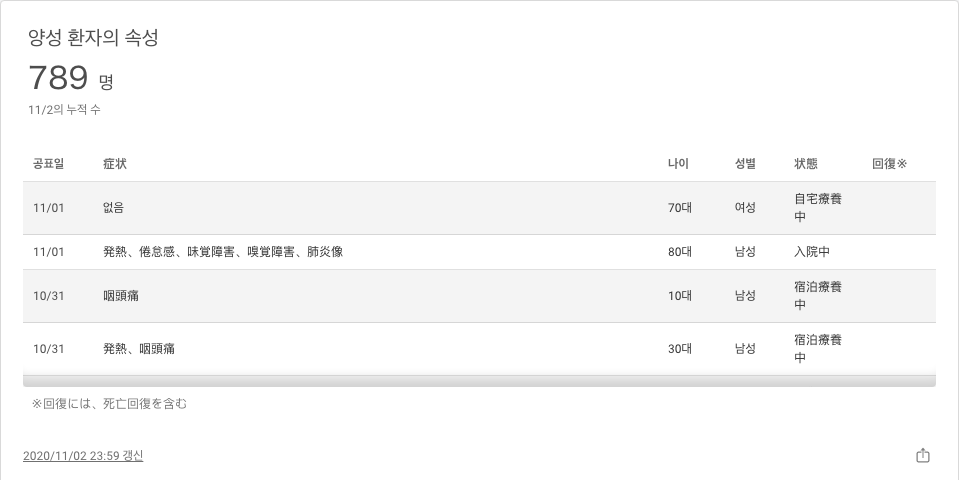 양성 환자의 속성
789 명
11/2의 누적 수
공표일 症状 나이 성별 状態 回復※
11/01 없음 70대 여성 自宅療養
中
11/01 発熱、倦怠感、味覚障害、嗅覚障害、肺炎像 80대 남성 入院中
10/31 咽頭痛 10대 남성 宿泊療養
中
10/31 発熱、咽頭痛 30대 남성 宿泊療養
中
※回復には、死亡回復を含む
2020/11/02 23:59 갱신